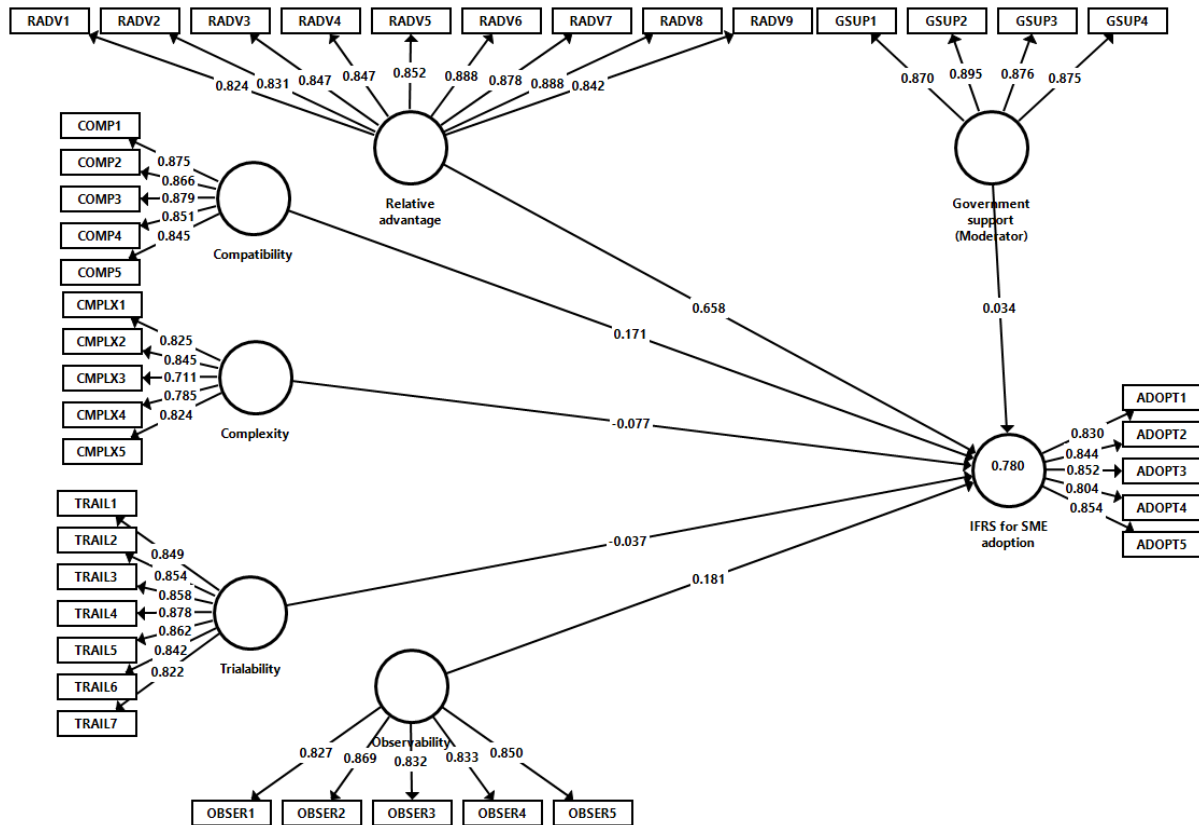 RADV1 RADV2 RADV3 RADV4 RADV5 RADV6 RADV7 RADV8 RADV9 GSUP1 GSUP2 GSUP3 GSUP4
0.824 0.831 0.847 0.847 0.852 0.888 0.878 0.888 0.842
0.870 0.895 0.876 0.875
COMP1
COMP2
COMP3
COMP4
COMP5
0.875
0.866
0.879
0.851
0.845
Compatibility
Relative
advantage
Government
support
(Moderator)
CMPLX1
CMPLX2
CMPLX3
CMPLX4
CMPLX5
0.825
0.845
0.711
0.785
0.824
Complexity
0.658
0.171
0.034
-0.077
-0.037
0.181
0.780
IFRS for SME
adoption
0.830
0.844
0.852
0.804
0.854
ADOPT1
ADOPT2
ADOPT3
ADOPT4
ADOPT5
TRAIL1
TRAIL2
TRAIL3
TRAIL4
TRAIL5
TRAIL6
TRAIL7
0.849
0.854
0.858
0.878
0.862
0.842
0.822
Trialability
Observability
0.827 0.869 0.832 0.833 0.850
OBSER1 OBSER2 OBSER3 OBSER4 OBSER5